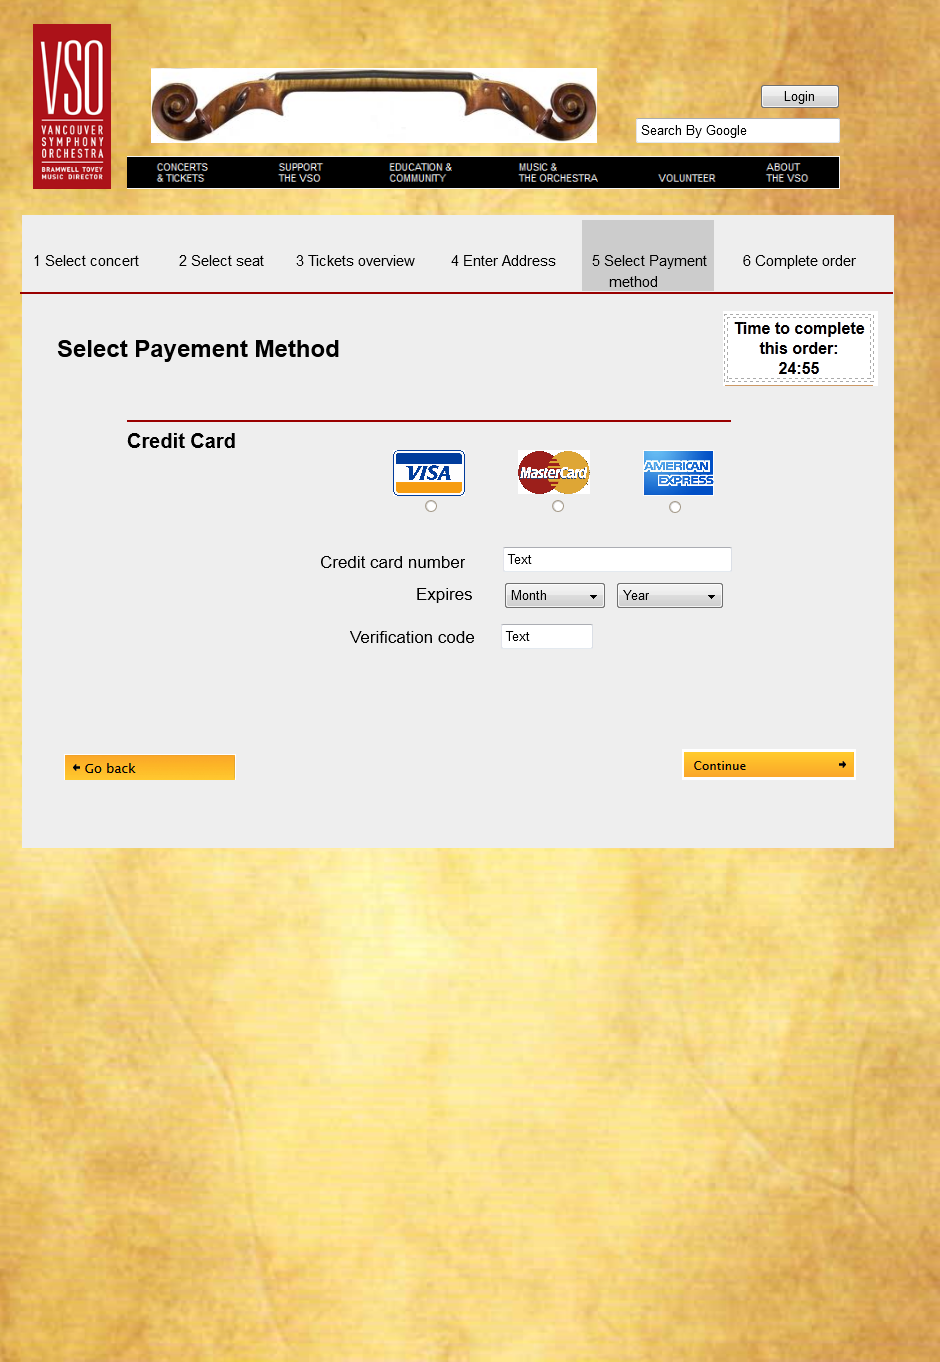 VSO
VANCOUVER
SYMPHONY
ORCHESTRA
BRAMWELL TOVEY
MUSIC DIRECTOR
Login
Search By Google
CONCERTS
& TICKETS
SUPPORT
THE VSO
EDUCATION &
COMMUNITY
MUSIC &
THE ORCHESTRA
VOLUNTEER
ABOUT
THE VSO
1 Select concert
2 Select seat
3 Tickets overview
4 Enter Address
5 Select Payment
method
6 Complete order
Time to complete
this order:
24:55
Select Payement Method
Credit Card
VISA
MasterCard
AMERICAN
EXPRESS
Credit card number
Text
Expires
Month
Year
Verification code
Text
Go back
Continue